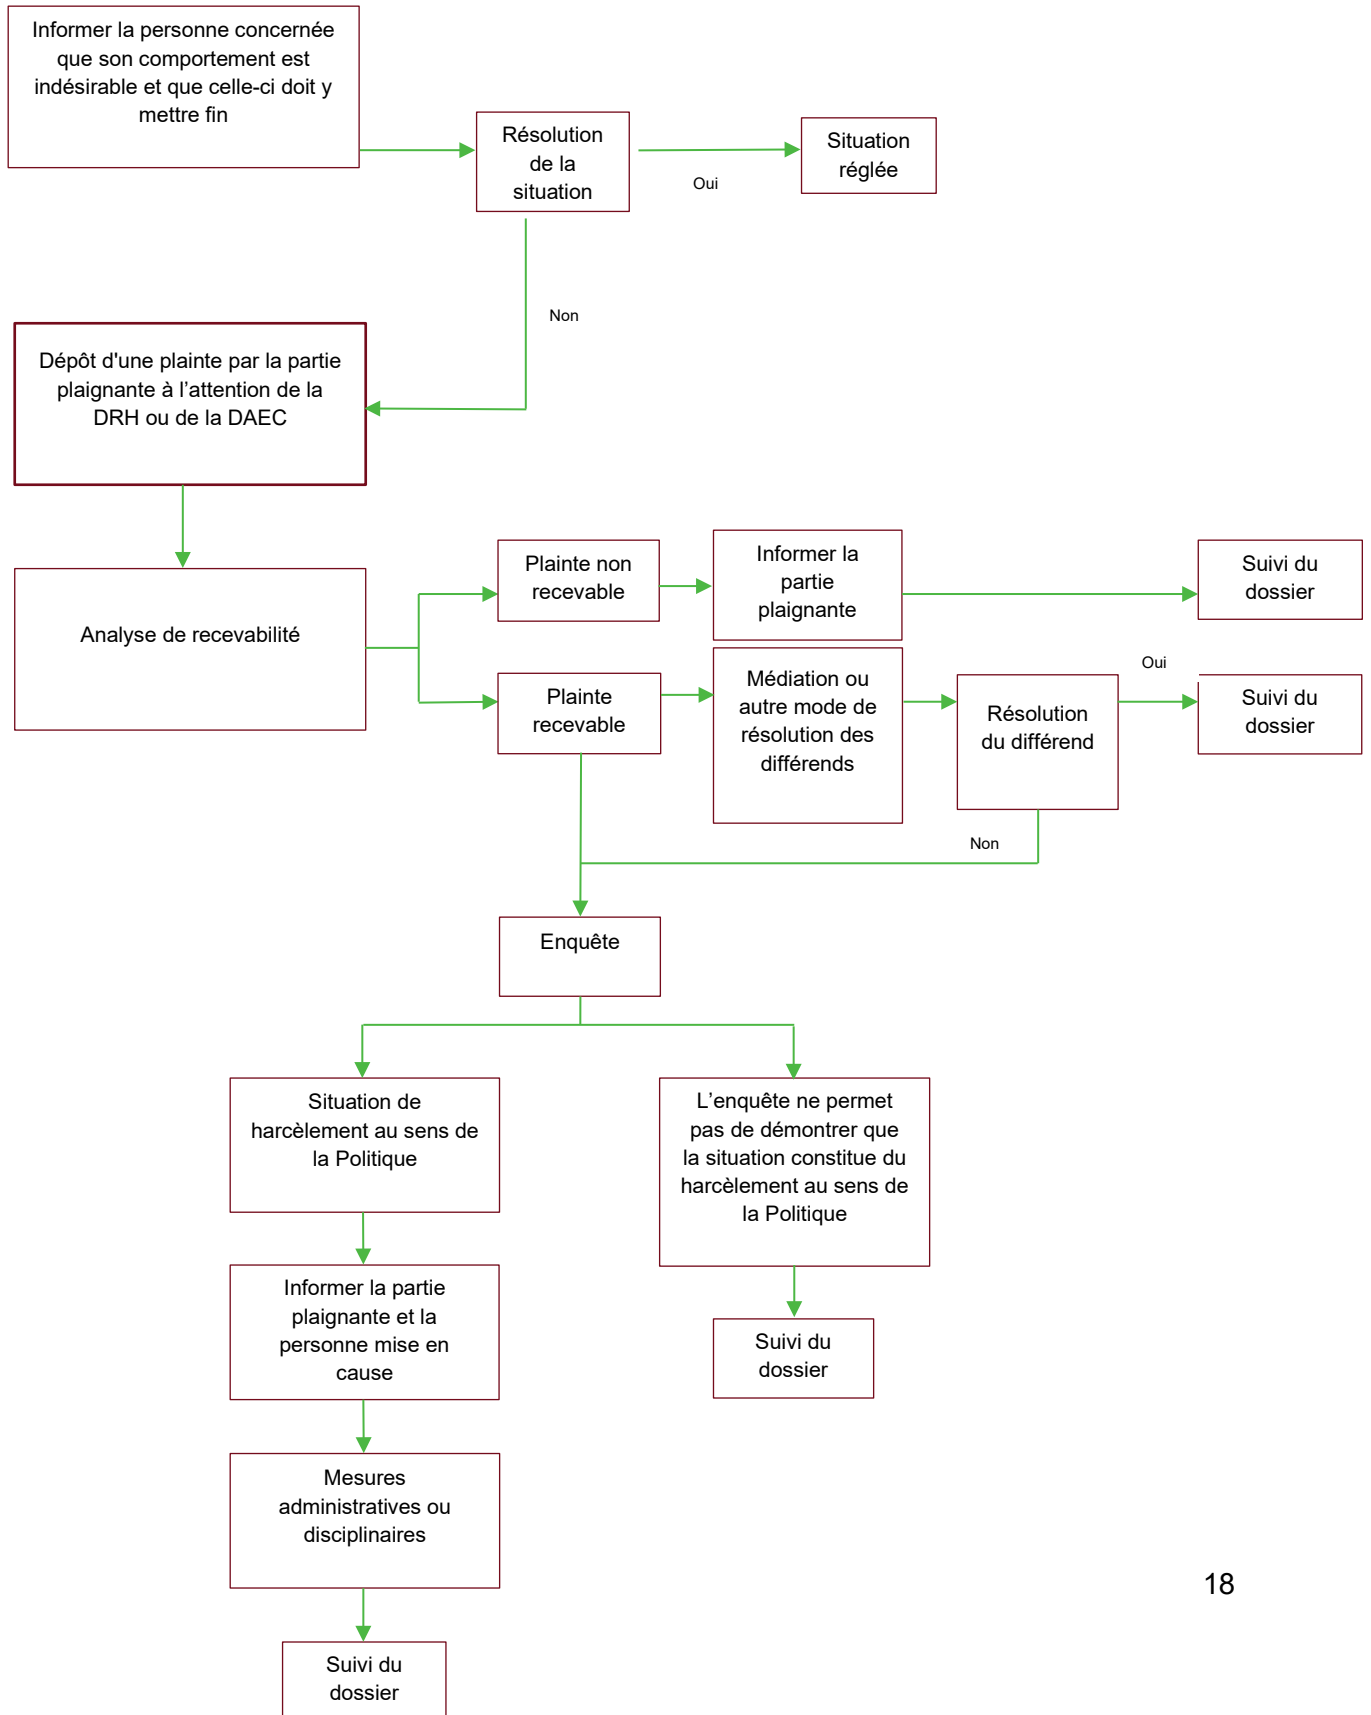 Informer la personne concernée
que son comportement est
indésirable et que celle-ci doit y
mettre fin
Résolution
de la
situation
Oui
Situation
réglée
Non
Dépôt d'une plainte par la partie
plaignante à l’attention de la
DRH ou de la DAEC
Analyse de recevabilité
Plainte non
recevable
Informer la
partie
plaignante
Suivi du
dossier
Plainte
recevable
Médiation ou
autre mode de
résolution des
différends
Résolution
du différend
Oui
Suivi du
dossier
Non
Enquête
Situation de
harcèlement au sens de
la Politique
L’enquête ne permet
pas de démontrer que
la situation constitue du
harcèlement au sens de
la Politique
Informer la partie
plaignante et la
personne mise en
cause
Suivi du
dossier
Mesures
administratives ou
disciplinaires
Suivi du
dossier
18